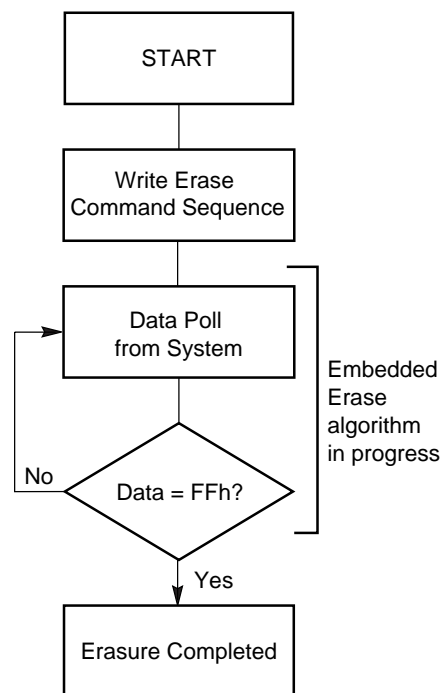 START
Write Erase
Command Sequence
Data Poll
from System
Embedded
Erase
algorithm
in progress
No
Data = FFh?
Yes
Erasure Completed